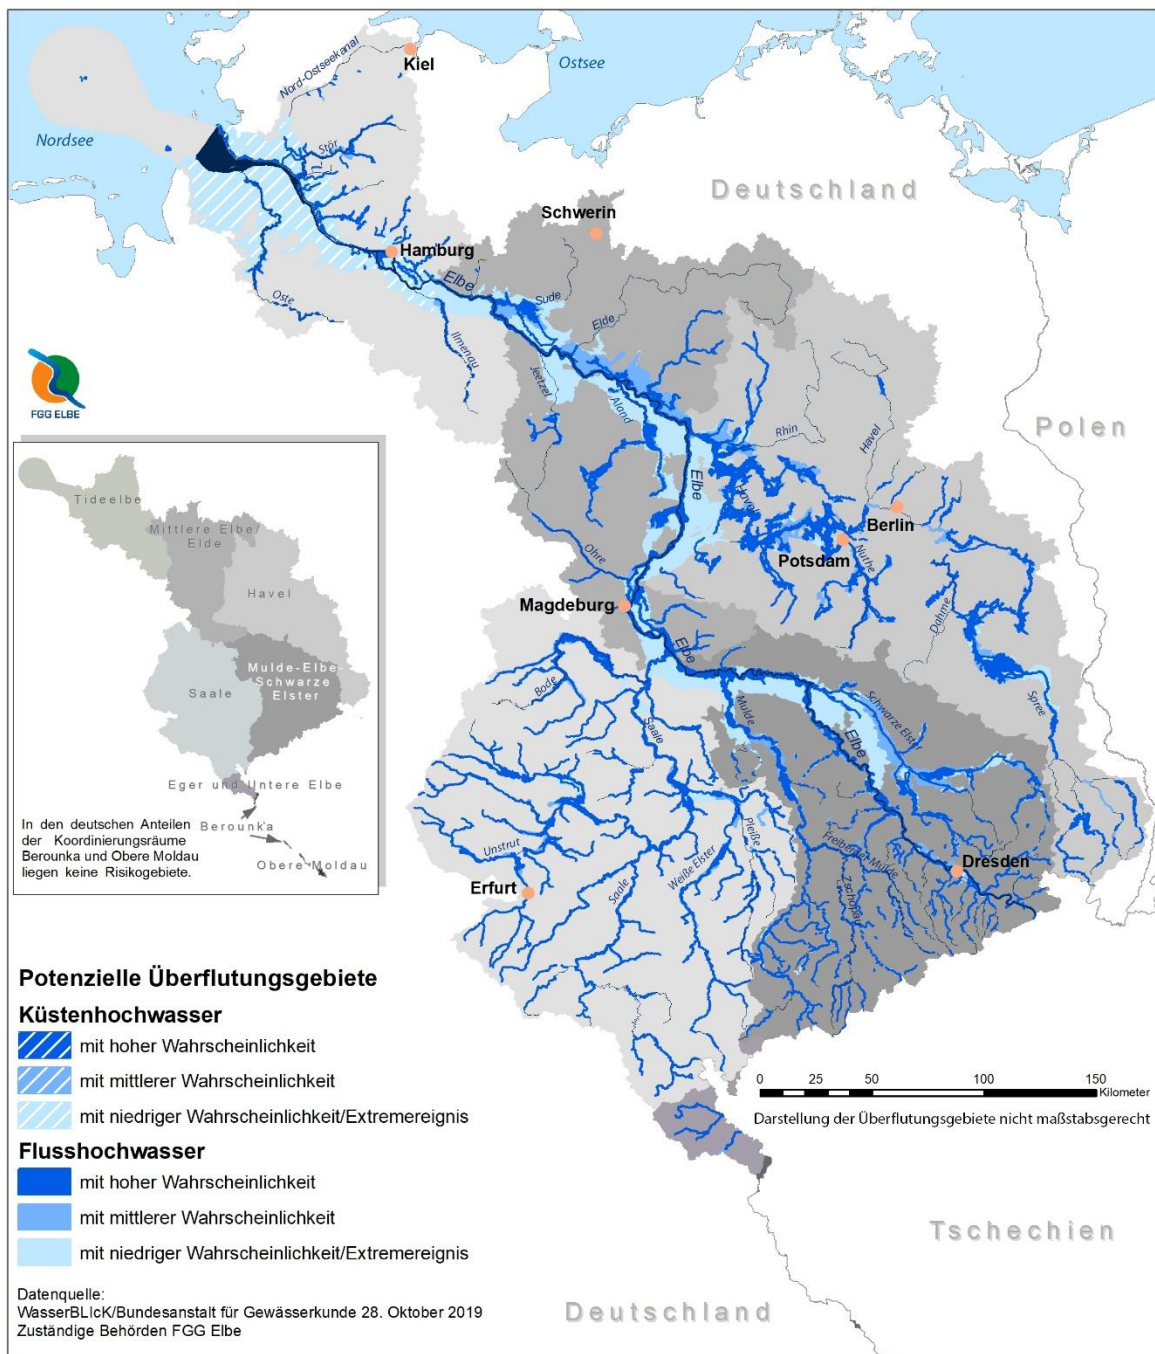 Kiel
Nord-Ostseekanal
Ostsee
Nordsee
Stör
Deutschland
Schwerin
Hamburg
Elbe
Sude
Elde
Oste
Ilmenau
Jeetzel
Aland
FGG ELBE
Polen
Rhin
Havel
Elbe
Havel
Berlin
Potsdam
Nuthe
Ohre
Magdeburg
Dahme
Elbe
Spree
Bode
Saale
Mulde
Schwarze Elster
Elbe
Unstrut
Pleiße
Weiße Elster
Saale
Freiberger Mulde
Zschopau
Dresden
Erfurt
Tideelbe
Mittlere Elbe/
Elde
Havel
Mulde-Elbe-
Schwarze
Elster
Saale
Eger und Untere Elbe
Berounka
Obere Moldau
In den deutschen Anteilen
der Koordinierungsräume
Berounka und Obere Moldau
liegen keine Risikogebiete.
Potenzielle Überflutungsgebiete
Küstenhochwasser
mit hoher Wahrscheinlichkeit
mit mittlerer Wahrscheinlichkeit
mit niedriger Wahrscheinlichkeit/Extremereignis
Flusshochwasser
mit hoher Wahrscheinlichkeit
mit mittlerer Wahrscheinlichkeit
mit niedriger Wahrscheinlichkeit/Extremereignis
0 25 50 100 150
Kilometer
Darstellung der Überflutungsgebiete nicht maßstabsgerecht
Tschechien
Deutschland
Datenquelle:
WasserBLIcK/Bundesanstalt für Gewässerkunde 28. Oktober 2019
Zuständige Behörden FGG Elbe